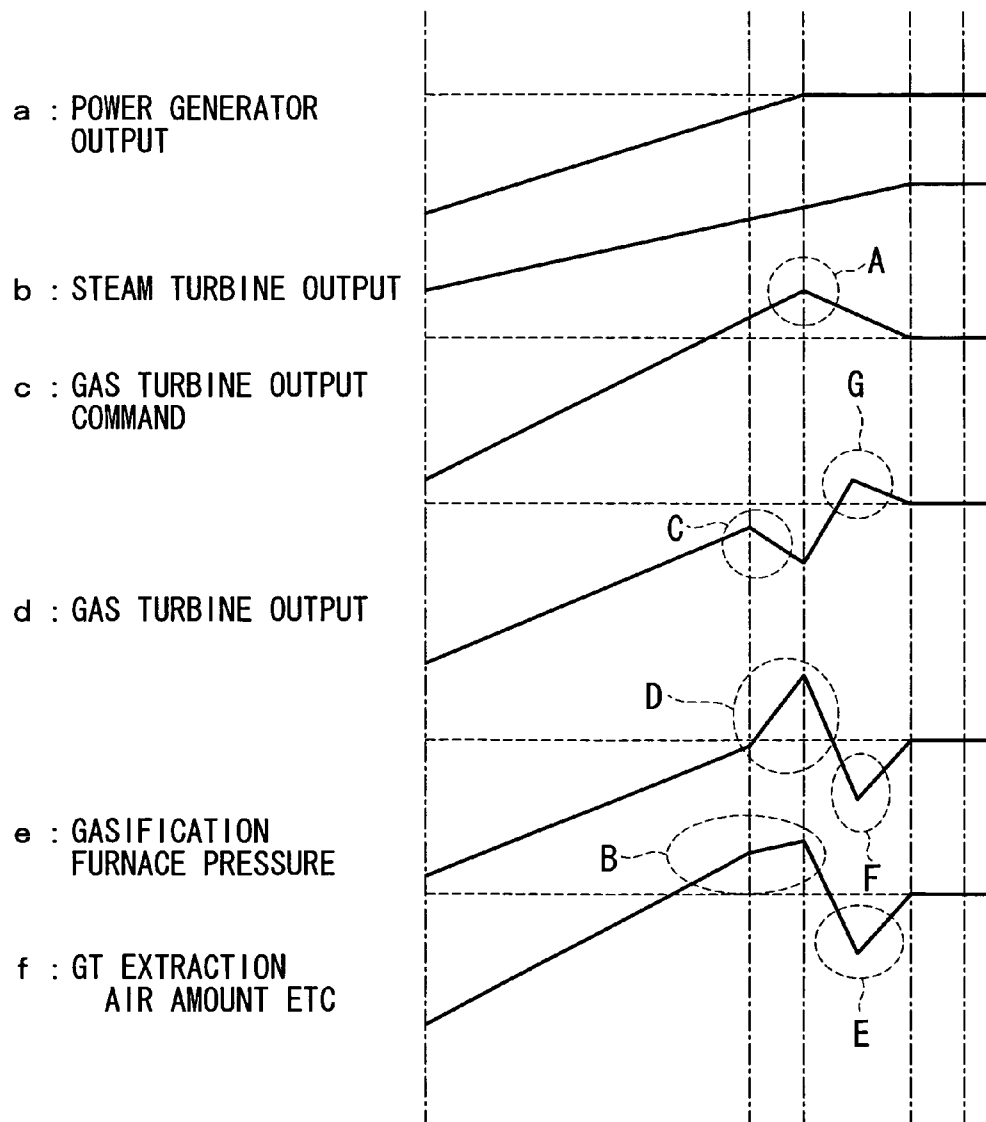 a : POWER GENERATOR
OUTPUT
b : STEAM TURBINE OUTPUT
A
c : GAS TURBINE OUTPUT
COMMAND
G
C
d : GAS TURBINE OUTPUT
D
e : GASIFICATION
FURNACE PRESSURE
B
F
f : GT EXTRACTION
AIR AMOUNT ETC
E